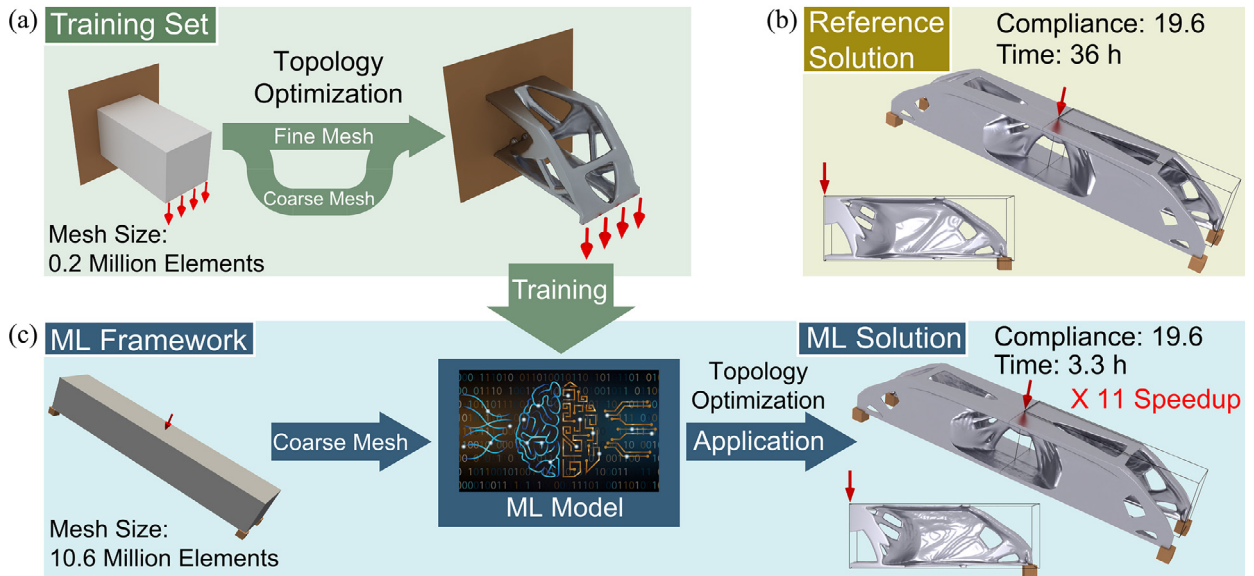 (a)
Training Set
Topology
Optimization
Fine Mesh
Coarse Mesh
Mesh Size:
0.2 Million Elements
(b)
Reference
Solution
Compliance: 19.6
Time: 36 h
Training
(c)
ML Framework
Mesh Size:
10.6 Million Elements
Coarse Mesh
ML Model
Topology
Optimization
Application
ML Solution
Compliance: 19.6
Time: 3.3 h
X 11 Speedup